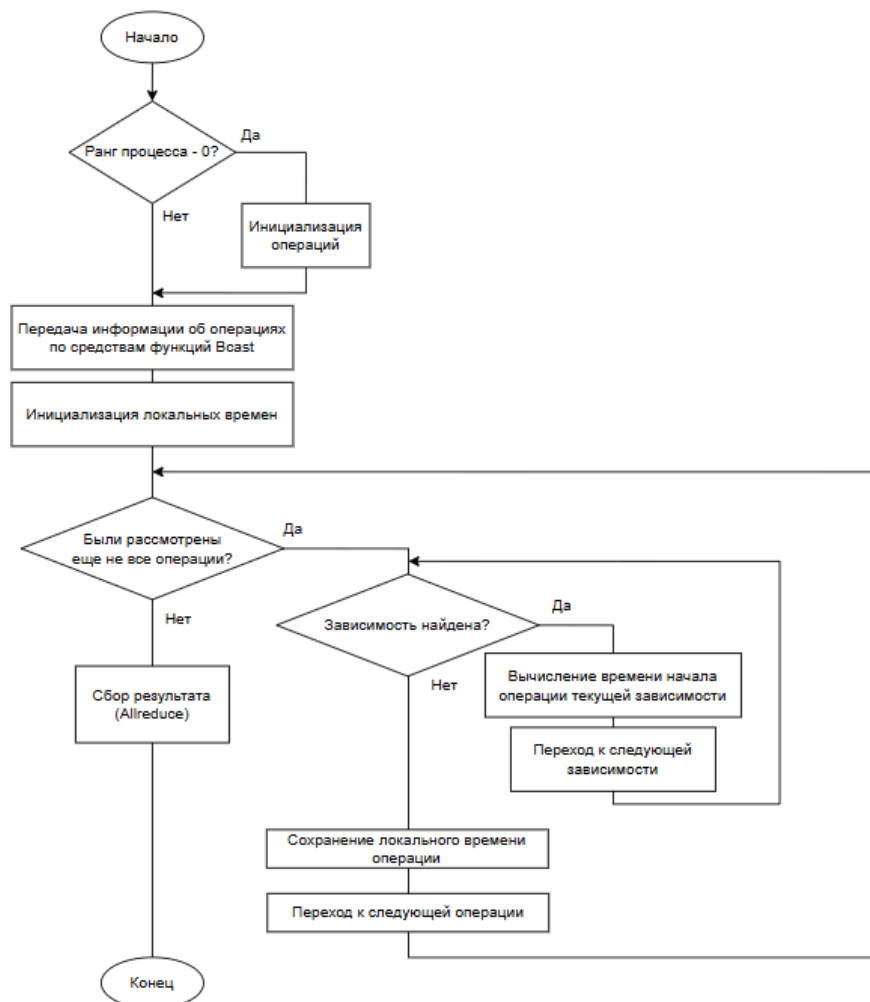 Начало
Ранг процесса - 0?
Да
Нет
Инициализация
операций
Передача информации об операциях
по средствам функций Bcast
Инициализация локальных времен
Были рассмотрены
еще не все операции?
Да
Нет
Зависимость найдена?
Да
Нет
Вычисление времени начала
операции текущей зависимости
Переход к следующей
зависимости
Сбор результата
(Allreduce)
Сохранение локального времени
операции
Переход к следующей операции
Конец